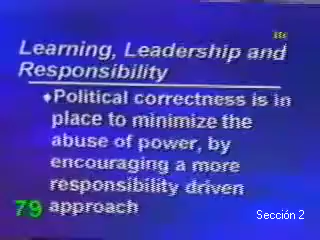 Learning, Leadership and
Responsibility
♦Political correctness is in
place to minimize the
abuse of power, by
encouraging a more
responsibility driven
79 approach
Sección 2